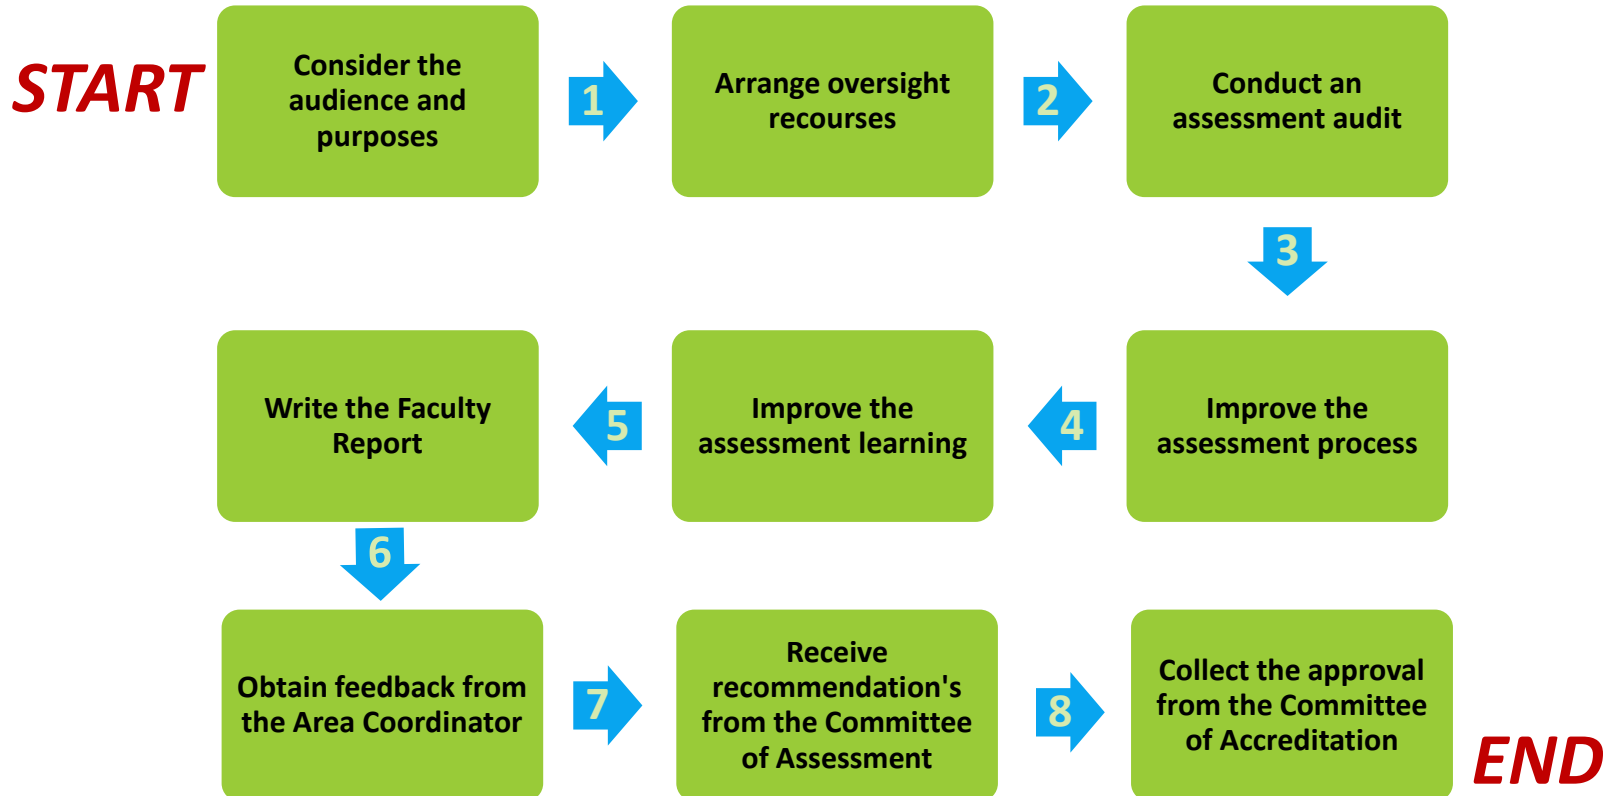 START
Consider the
audience and
purposes
1
Arrange oversight
recourses
2
Conduct an
assessment audit
3
Improve the
assessment process
4
Improve the
assessment learning
5
Write the Faculty
Report
6
Obtain feedback from
the Area Coordinator
7
Receive
recommendation's
from the Committee
of Assessment
8
Collect the approval
from the Committee
of Accreditation
END